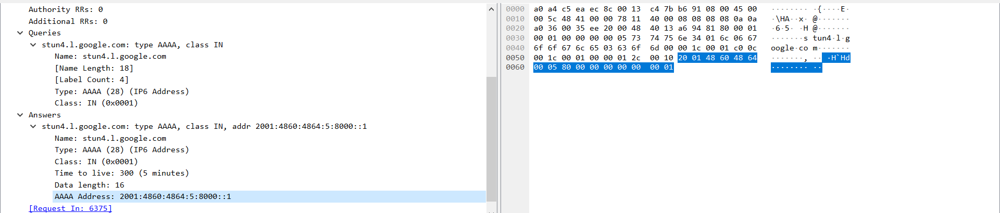 Authority RRs: 0
Additional RRs: 0
Queries
stun4.l.google.com: type AAAA, class IN
Name: stun4.l.google.com
[Name Length: 18]
[Label Count: 4]
Type: AAAA (28) (IP6 Address)
Class: IN (0x0001)
Answers
stun4.l.google.com: type AAAA, class IN, addr 2001:4860:4864:5:8000::1
Name: stun4.l.google.com
Type: AAAA (28) (IP6 Address)
Class: IN (0x0001)
Time to live: 300 (5 minutes)
Data length: 16
AAAA Address: 2001:4860:4864:5:8000::1
[Request In: 6375]
0000 a0 a4 c5 ea ec 8c 00 13 c4 7b b6 91 08 00 45 00 ········ ·{····E·
0010 00 5c 48 41 00 00 78 11 40 00 08 08 08 08 0a 0a ·\HA··x· @·······
0020 a0 36 00 35 ee 20 00 48 40 13 a6 94 81 80 00 01 ·6·5· ·H @·······
0030 00 01 00 00 00 00 05 73 74 75 6e 34 01 6c 06 67 ·······s tun4·l·g
0040 6f 6f 67 6c 65 03 63 6f 6d 00 00 1c 00 01 c0 0c oogle·co m·······
0050 00 1c 00 01 00 00 01 2c 00 10 20 01 48 60 48 64 ·······, ·· ·H`Hd
0060 00 05 80 00 00 00 00 00 00 01 ········ ··